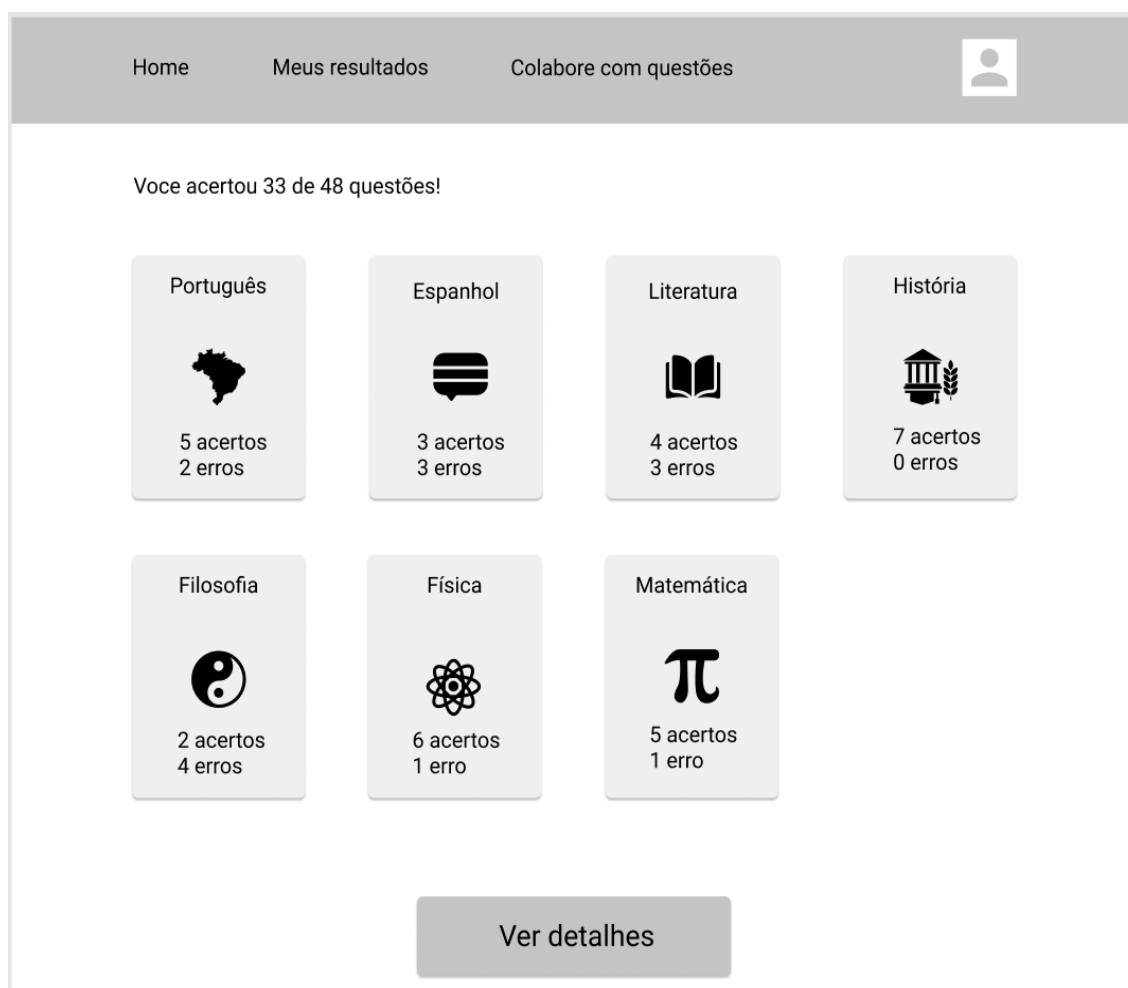 Home
Meus resultados
Colabore com questões
Voce acertou 33 de 48 questões!
Português
5 acertos
2 erros
Espanhol
3 acertos
3 erros
Literatura
4 acertos
3 erros
História
7 acertos
0 erros
Filosofia
2 acertos
4 erros
Física
6 acertos
1 erro
Matemática
5 acertos
1 erro
Ver detalhes